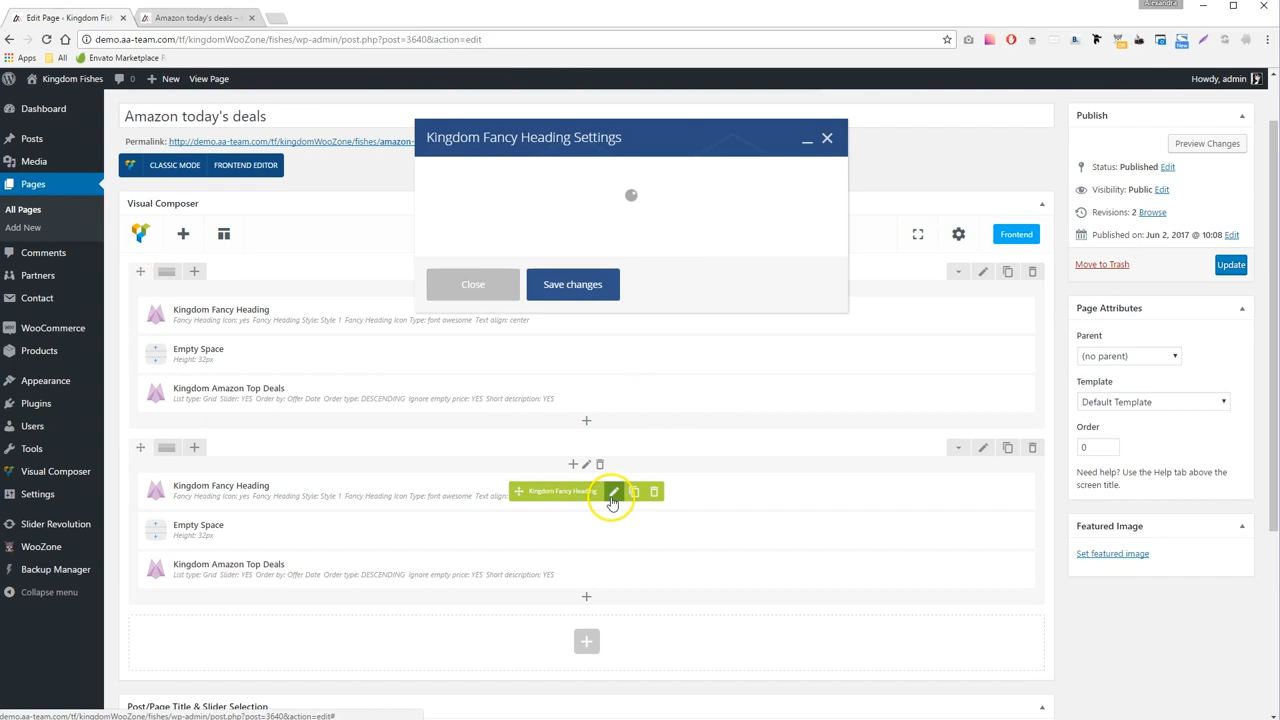 Alexandra
Edit Page ‹ Kingdom Fish
Amazon today's deals –
demo.aa-team.com/tf/kingdomWooZone/fishes/wp-admin/post.php?post=3640&action=edit
Apps
All
Envato Marketplace
Kingdom Fishes
0
New
View Page
Howdy, admin
Dashboard
Posts
Media
Pages
All Pages
Add New
Comments
Partners
Contact
WooCommerce
Products
Appearance
Plugins
Users
Tools
Visual Composer
Settings
Slider Revolution
WooZone
Backup Manager
Collapse menu
Amazon today's deals
Permalink: http://demo.aa-team.com/tf/kingdomWooZone/fishes/amazon-
CLASSIC MODE
FRONTEND EDITOR
Visual Composer
Frontend
Kingdom Fancy Heading Settings
Close
Save changes
Kingdom Fancy Heading
Fancy Heading Icon: yes Fancy Heading Style: Style 1 Fancy Heading Icon Type: font awesome Text align: center
Empty Space
Height: 32px
Kingdom Amazon Top Deals
List type: Grid Slider: YES Order by: Offer Date Order type: DESCENDING Ignore empty price: YES Short description: YES
Kingdom Fancy Heading
Fancy Heading Icon: yes Fancy Heading Style: Style 1 Fancy Heading Icon Type: font awesome Text align:
Kingdom Fancy Heading
Empty Space
Height: 32px
Kingdom Amazon Top Deals
List type: Grid Slider: YES Order by: Offer Date Order type: DESCENDING Ignore empty price: YES Short description: YES
Post/Page Title & Slider Selection
Publish
Preview Changes
Status: Published Edit
Visibility: Public Edit
Revisions: 2 Browse
Published on: Jun 2, 2017 @ 10:08 Edit
Move to Trash
Update
Page Attributes
Parent
(no parent)
Template
Default Template
Order
0
Need help? Use the Help tab above the
screen title.
Featured Image
Set featured image
demo.aa-team.com/tf/kingdomWooZone/fishes/wp-admin/post.php?post=3640&action=edit#